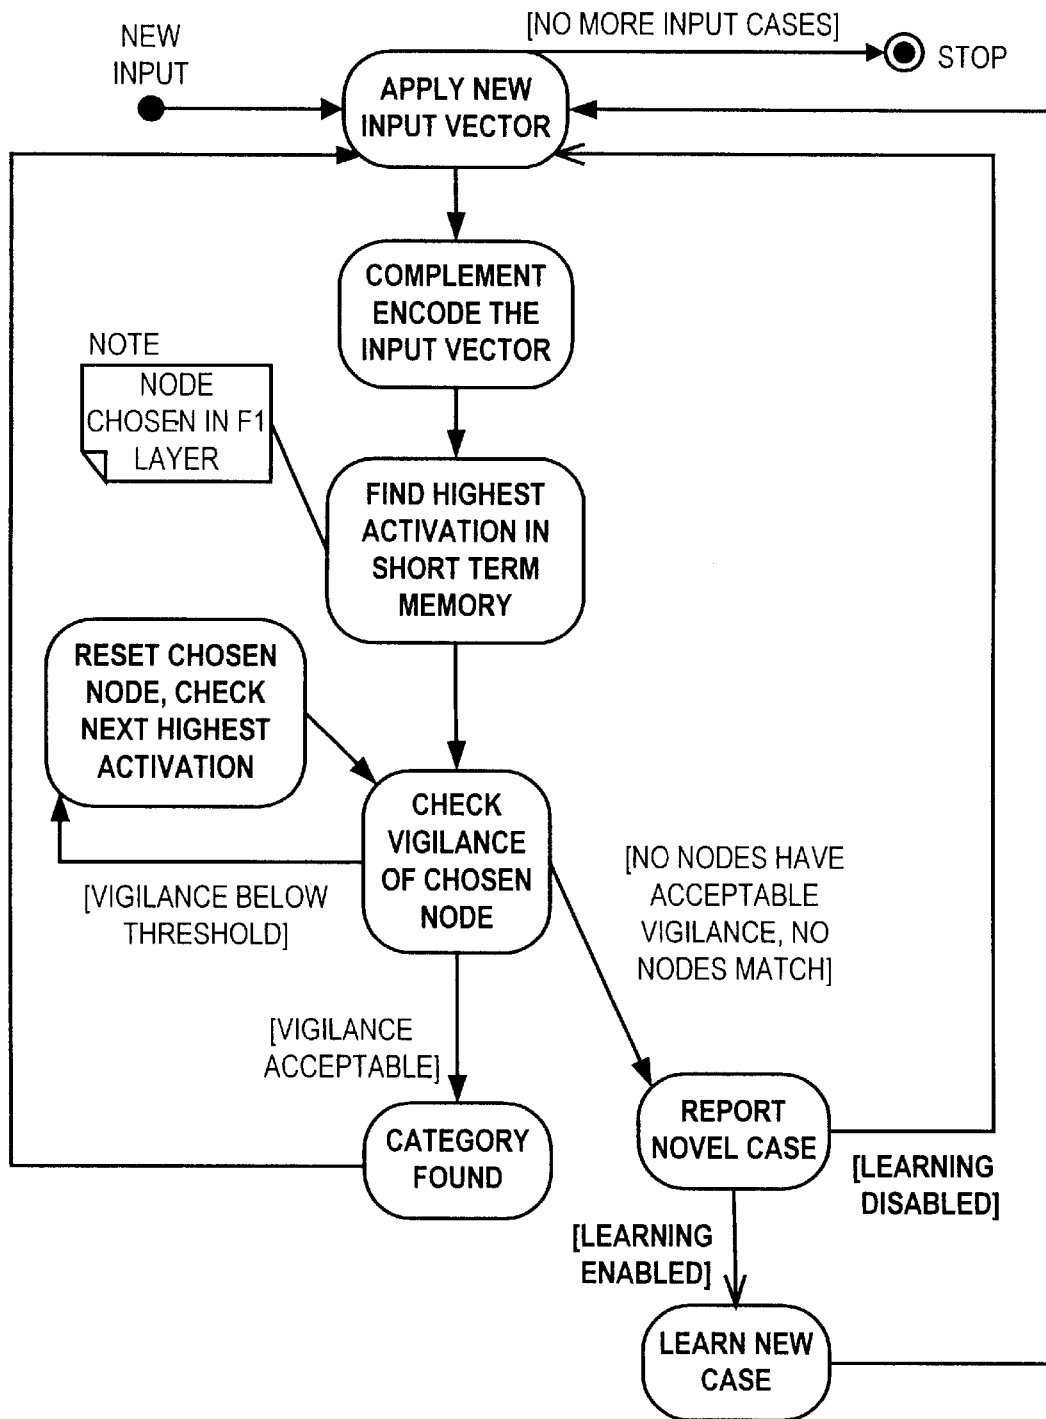 NEW
INPUT
[NO MORE INPUT CASES]
STOP
APPLY NEW
INPUT VECTOR
COMPLEMENT
ENCODE THE
INPUT VECTOR
NOTE
NODE
CHOSEN IN F1
LAYER
FIND HIGHEST
ACTIVATION IN
SHORT TERM
MEMORY
RESET CHOSEN
NODE, CHECK
NEXT HIGHEST
ACTIVATION
CHECK
VIGILANCE
OF CHOSEN
NODE
[VIGILANCE BELOW
THRESHOLD]
[NO NODES HAVE
ACCEPTABLE
VIGILANCE, NO
NODES MATCH]
[VIGILANCE
ACCEPTABLE]
CATEGORY
FOUND
REPORT
NOVEL CASE
[LEARNING
DISABLED]
[LEARNING
ENABLED]
LEARN NEW
CASE